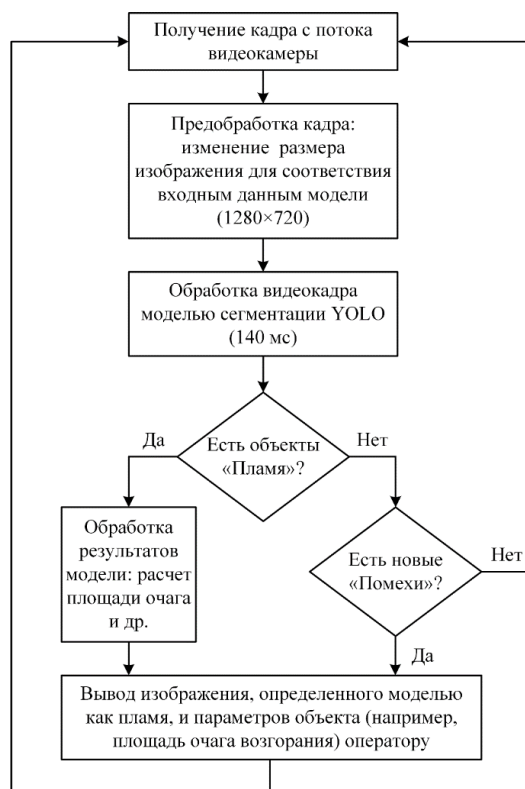 Получение кадра с потока
видеокамеры
Предобработка кадра:
изменение размера
изображения для соответствия
входным данным модели
(1280×720)
Обработка видеокадра
моделью сегментации YOLO
(140 мс)
Есть объекты
«Пламя»?
Да
Нет
Обработка
результатов
модели: расчет
площади очага
и др.
Есть новые
«Помехи»?
Нет
Да
Вывод изображения, определенного моделью
как пламя, и параметров объекта (например,
площадь очага возгорания) оператору